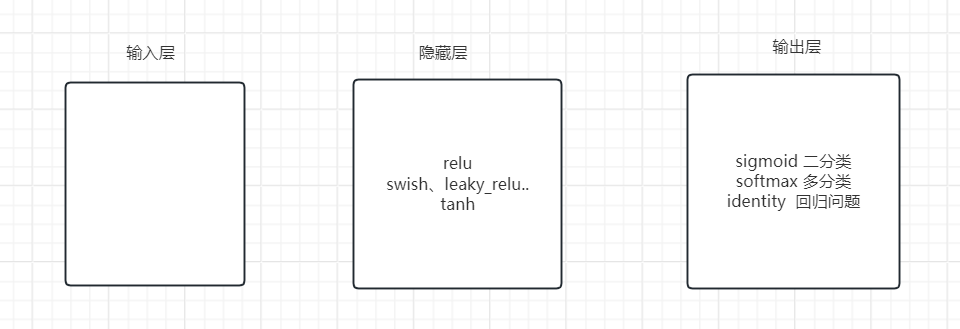 输入层
隐藏层
输出层
relu
swish、leaky_relu..
tanh
sigmoid 二分类
softmax 多分类
identity 回归问题